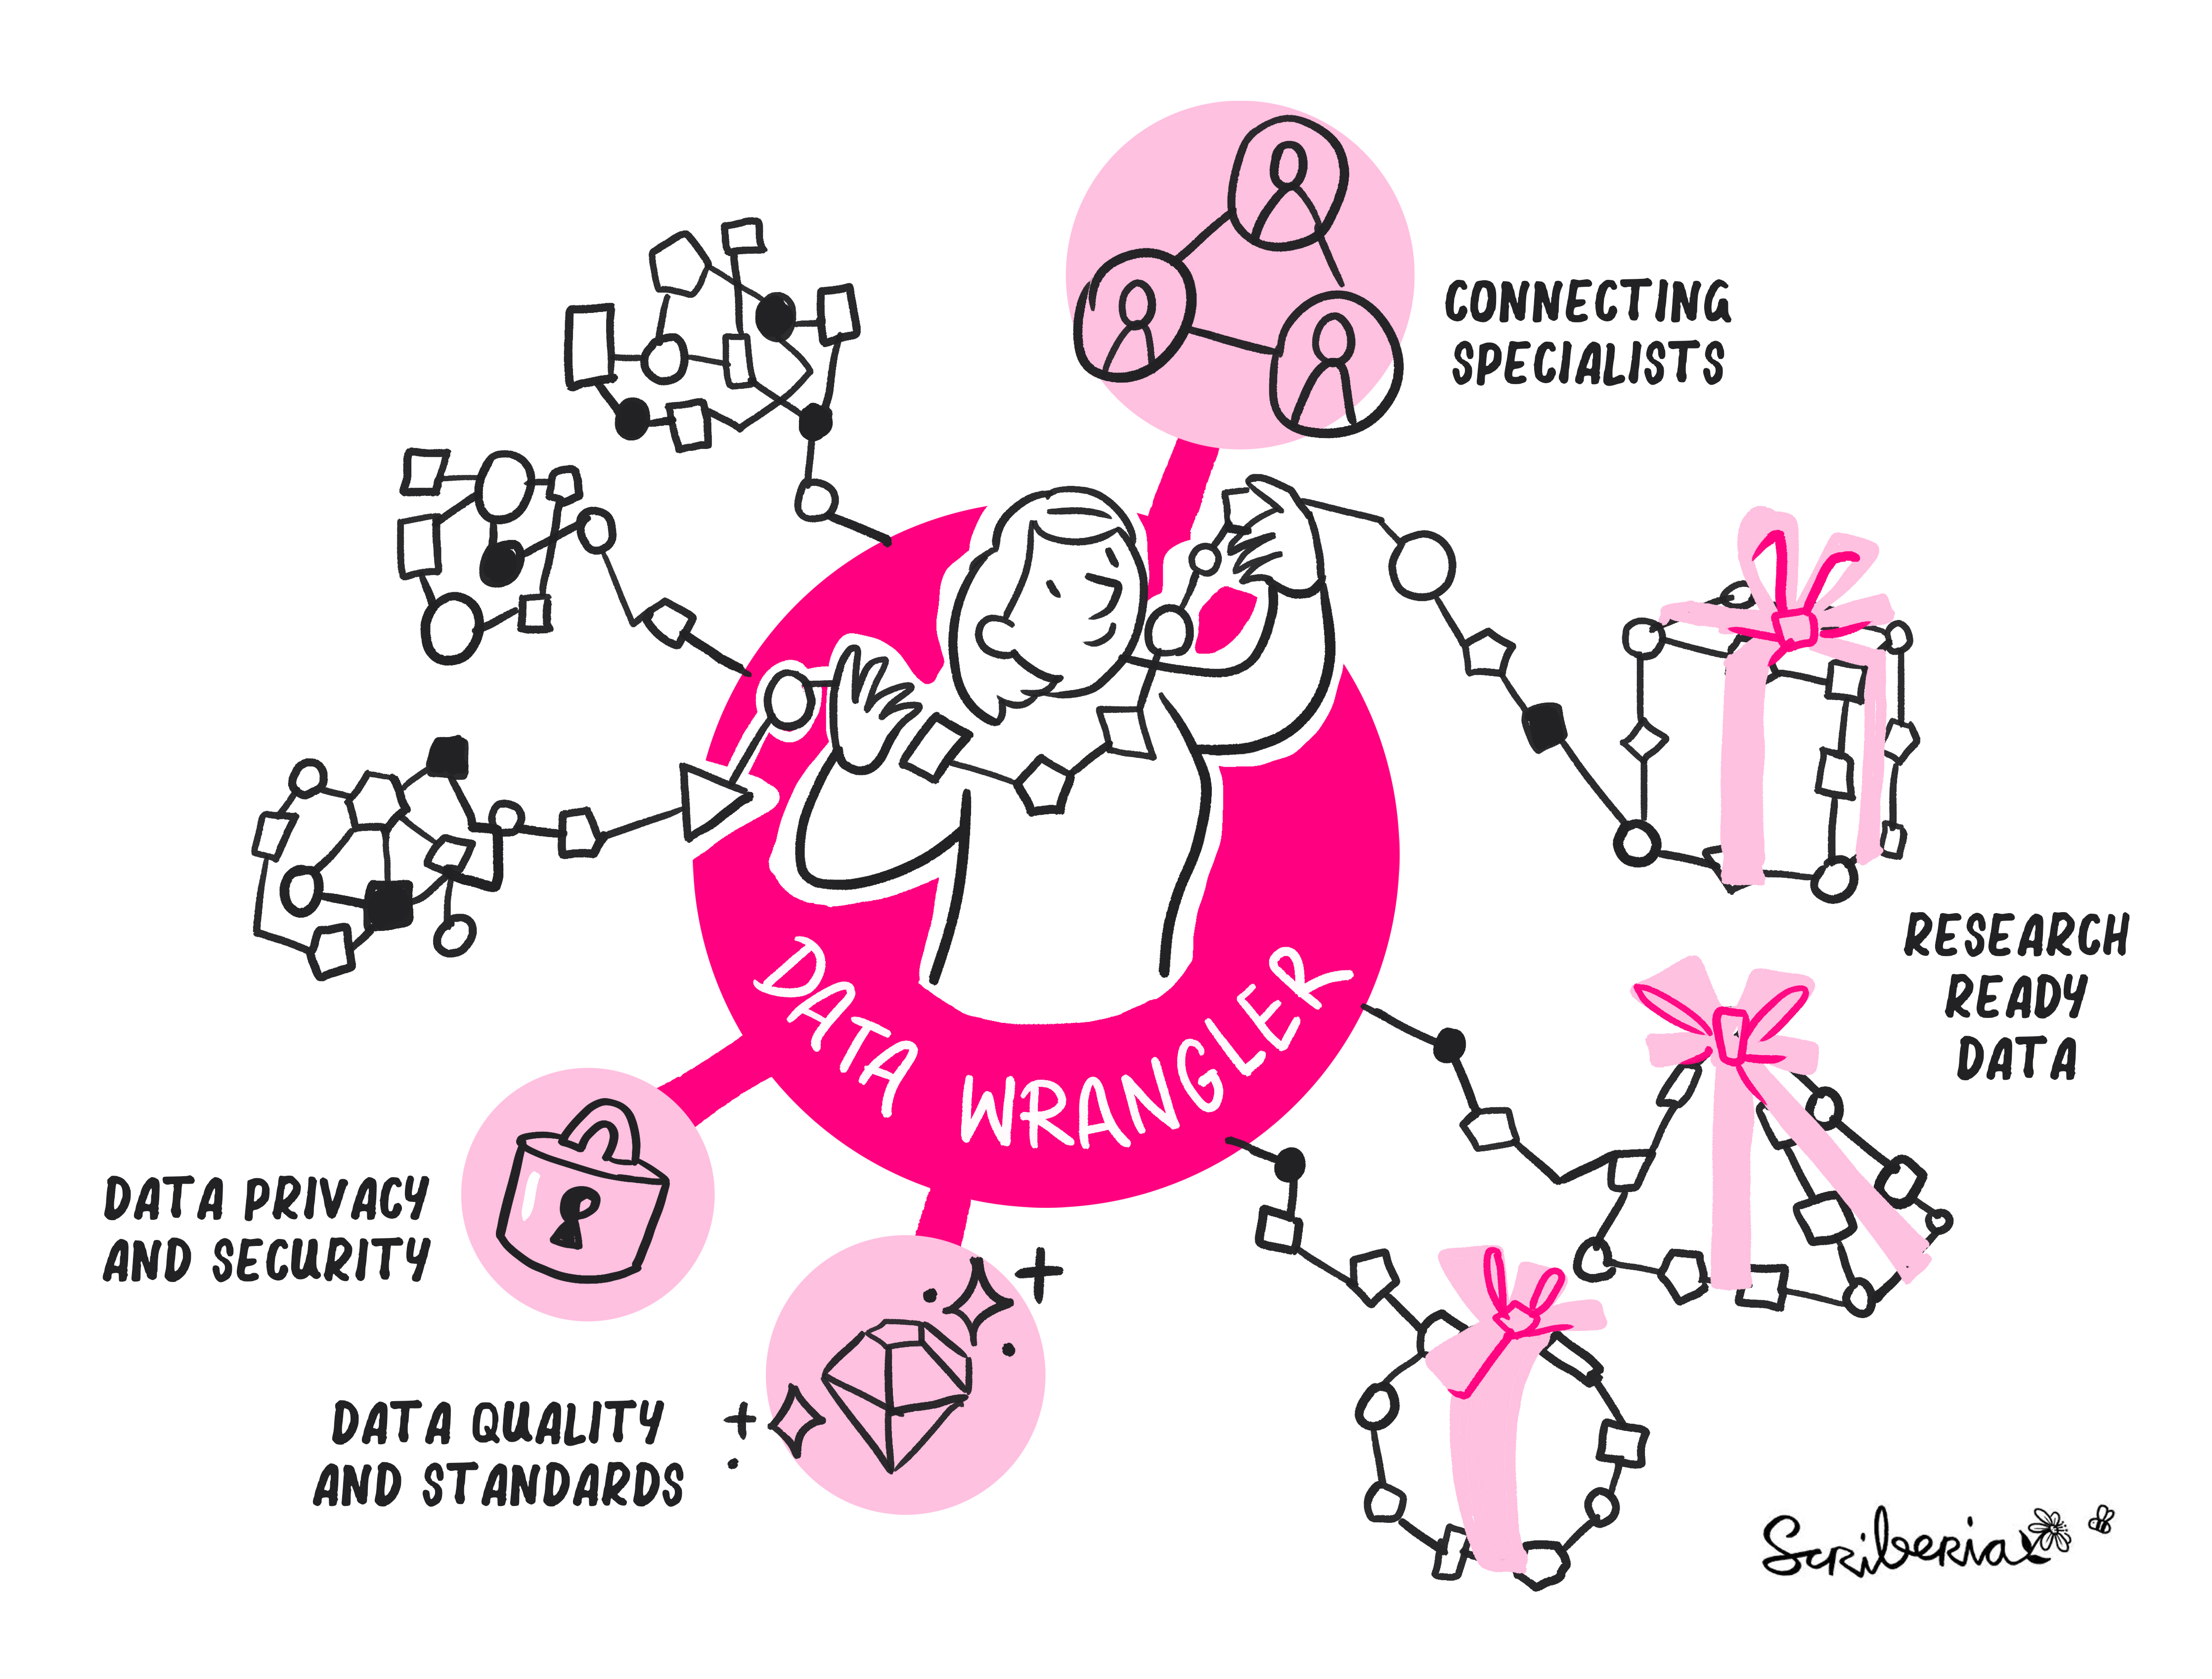 CONNECTING
SPECIALISTS
RESEARCH
READY
DATA
DATA WRANGLER
DATA PRIVACY
AND SECURITY
DATA QUALITY
AND STANDARDS
Scriberia